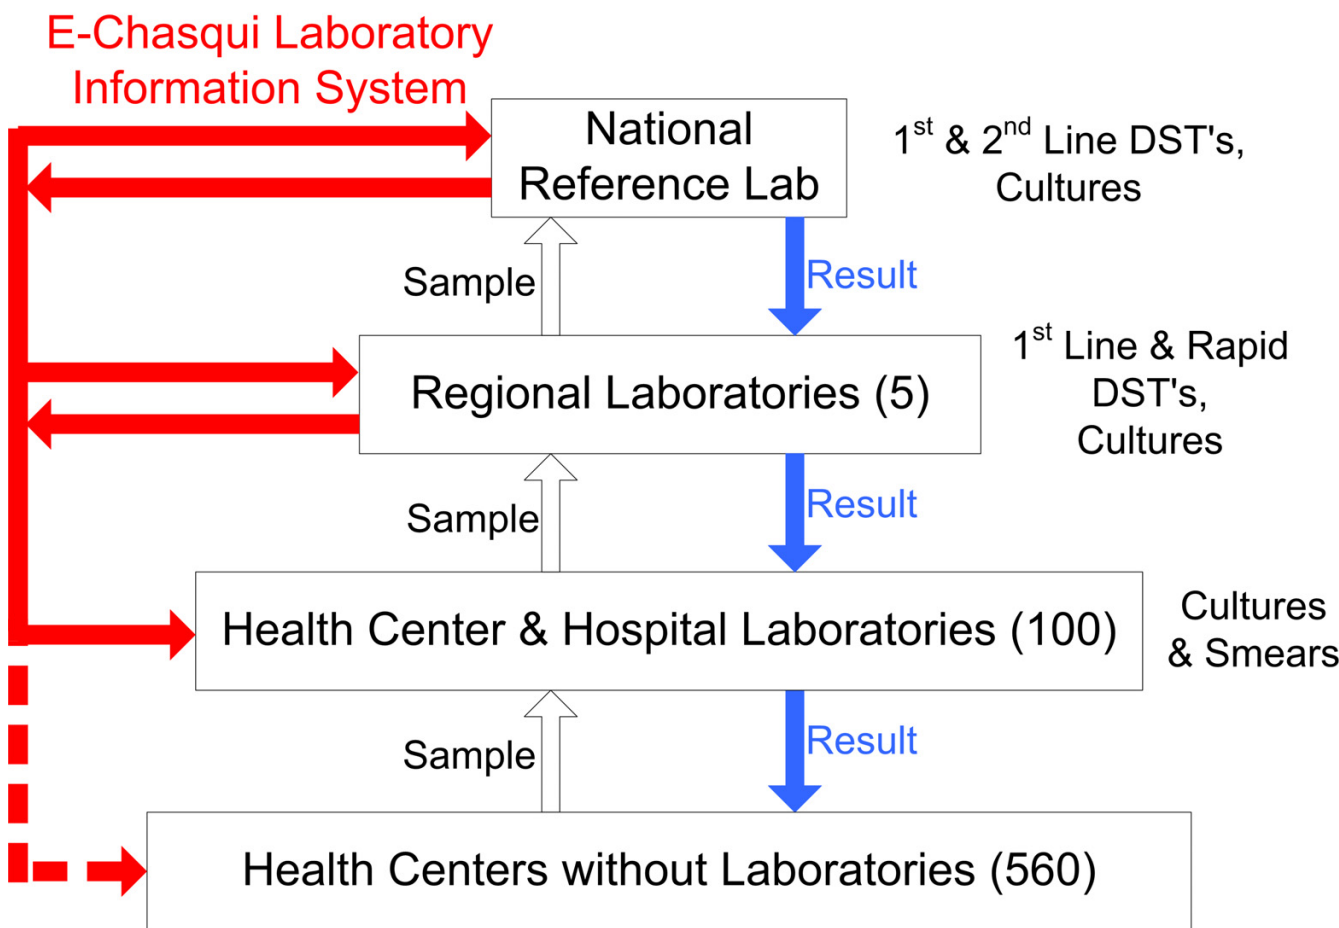 E-Chasqui Laboratory
Information System
National
Reference Lab
1st & 2nd Line DST's,
Cultures
Sample
Result
Regional Laboratories (5)
1st Line & Rapid
DST's,
Cultures
Sample
Result
Health Center & Hospital Laboratories (100)
Cultures
& Smears
Sample
Result
Health Centers without Laboratories (560)